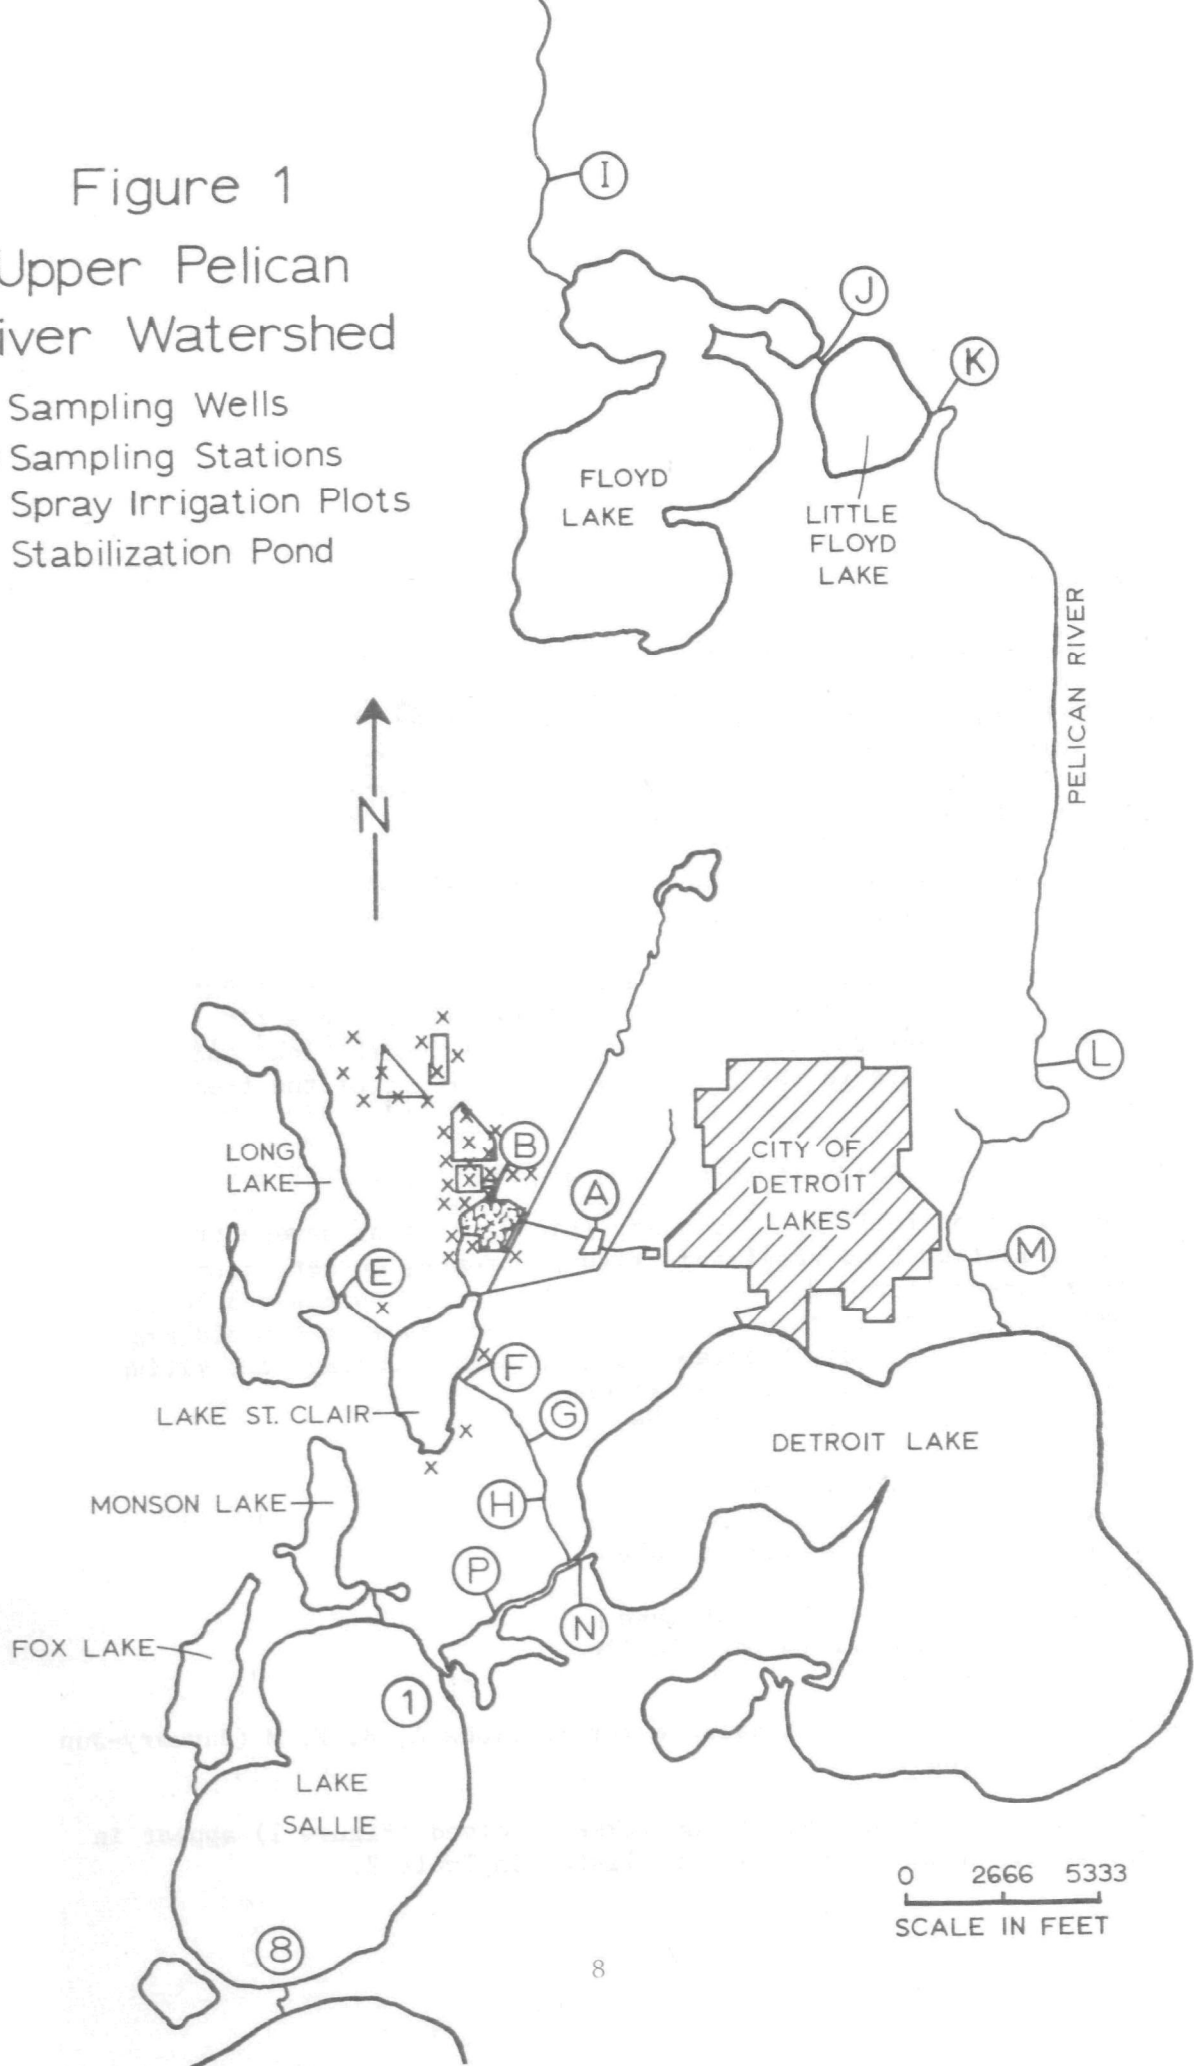 Figure 1
Upper Pelican
iver Watershed
Sampling Wells
Sampling Stations
Spray Irrigation Plots
Stabilization Pond
I
J
K
FLOYD
LAKE
LITTLE
FLOYD
LAKE
PELICAN RIVER
N
L
LONG
LAKE
B
CITY OF
DETROIT
LAKES
A
M
E
F
LAKE ST. CLAIR
G
DETROIT LAKE
MONSON LAKE
H
P
N
FOX LAKE
1
LAKE
SALLIE
0 2666 5333
SCALE IN FEET
8
8